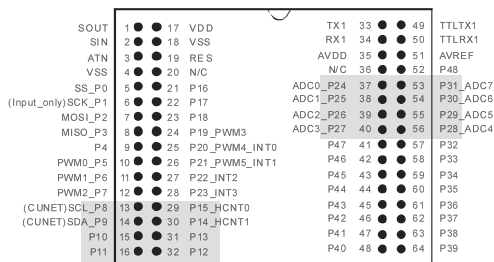 SOUT 1 17 VDD
SIN 2 18 VSS
ATN 3 19 RES
VSS 4 20 N/C
SS_P0 5 21 P16
(Input_only)SCK_P1 6 22 P17
MOSI_P2 7 23 P18
MISO_P3 8 24 P19_PWM3
P4 9 25 P20_PWM4_INT0
PWM0_P5 10 26 P21_PWM5_INT1
PWM1_P6 11 27 P22_INT2
PWM2_P7 12 28 P23_INT3
(CUNET)SCL_P8 13 29 P15_HCNT0
(CUNET)SDA_P9 14 30 P14_HCNT1
P10 15 31 P13
P11 16 32 P12
TX1 33 49 TTLTX1
RX1 34 50 TTLRX1
AVDD 35 51 AVREF
N/C 36 52 P48
ADC0_P24 37 53 P31_ADC7
ADC1_P25 38 54 P30_ADC6
ADC2_P26 39 55 P29_ADC5
ADC3_P27 40 56 P28_ADC4
P47 41 57 P32
P46 42 58 P33
P45 43 59 P34
P44 44 60 P35
P43 45 61 P36
P42 46 62 P37
P41 47 63 P38
P40 48 64 P39